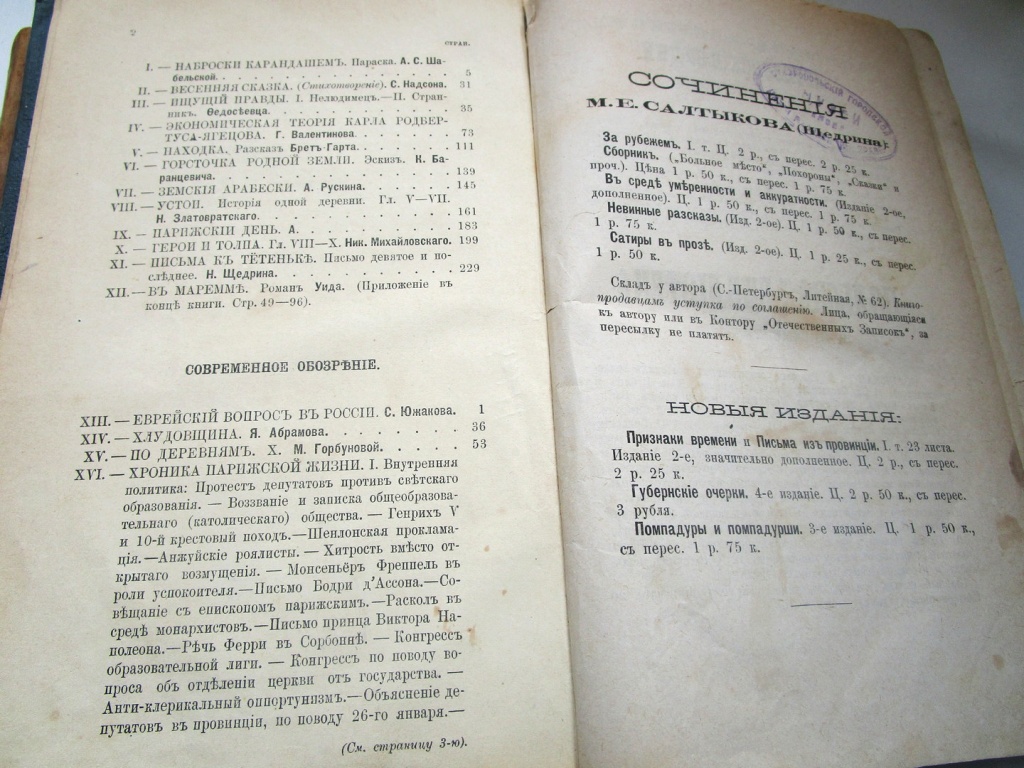 2
СТРАН.
I. — НАБРОСКИ КАРАНДАШЕМЪ. Параска. А. С. Ша-
бельской. . . . . . . . . . . . . . 5
II. — ВЕСЕННЯЯ СКАЗКА. (Стихотвореніе). С. Надсона. 31
III. — ИЩУЩІЙ ПРАВДЫ. I. Нелюдимец.—II. Стран-
никъ. Ѳедосѣевца. . . . . . . . . . . 35
IV. — ЭКОНОМИЧЕСКАЯ ТЕОРІЯ КАРЛА РОДБЕР-
ТУСА-ЯГЕЦОВА. Г. Валентинова. . . . . . 73
V. — НАХОДКА. Разсказъ Бретъ Гарта. . . . . . 111
VI. — ГОРСТОЧКА РОДНОЙ ЗЕМЛИ. Эскизъ. К. Ба-
ранцевича. . . . . . . . . . . . . 139
VII. — ЗЕМСКІЯ АРАБЕСКИ. А. Рускина. . . . . . 145
VIII. — УСТОИ. Исторія одной деревни. Гл. V—VII.
Н. Златовратскаго. . . . . . . . . . . 161
IX. — ПАРИЖСКІЙ ДЕНЬ. А. . . . . . . . . 183
X. — ГЕРОИ И ТОЛПА. Гл. VIII—X. Ник. Михайловскаго. 199
XI. — ПИСЬМА КЪ ТЁТЕНЬКѢ. Письмо девятое и по-
слѣднее. Н. Щедрина. . . . . . . . . . 229
XII. — ВЪ МАРЕММѢ. Романъ Уида. (Приложеніе въ
концѣ книги. Стр. 49—96).
СОВРЕМЕННОЕ ОБОЗРѢНІЕ.
XIII. — ЕВРЕЙСКІЙ ВОПРОСЪ ВЪ РОССІИ. С. Южакова. 1
XIV. — ХЛУДОВЩИНА. Я. Абрамова. . . . . . . . 36
XV. — ПО ДЕРЕВНЯМЪ. X. М. Горбуновой. . . . . 53
XVI. — ХРОНИКА ПАРИЖСКОЙ ЖИЗНИ. I. Внутренняя
политика: Протестъ депутатовъ противъ свѣтскаго
образованія. — Воззваніе и записка общеобразова-
тельнаго (католическаго) общества. — Генрихъ V
и 10-й крестовый походъ.—Шенлонская проклама-
ція.—Анжуйскіе роялисты. — Хитрость вмѣсто от-
крытаго возмущенія. — Монсеньёръ Фреппель въ
роли успокоителя.—Письмо Бодри д'Ассона.—Со-
вѣщаніе съ епископомъ парижскимъ.—Расколъ въ
средѣ монархистовъ.—Письмо принца Виктора На-
полеона.—Рѣчь Ферри въ Сорбоннѣ. — Конгрессъ
образовательной лиги. — Конгрессъ по поводу во-
проса объ отдѣленіи церкви отъ государства. —
Анти-клерикальный оппортунизмъ.—Объясненіе де-
путатовъ въ провинціи, по поводу 26-го января.—
(См. страницу 3-ю).
СОЧИНЕНІЯ
М. Е. САЛТЫКОВА (Щедрина):
За рубежемъ. I. т. Ц. 2 р., съ перес. 2 р. 25 к.
Сборникъ. („Больное мѣсто“, „Похороны“, „Сказки“ и
проч.). Цѣна 1 р. 50 к., съ перес. 1 р. 75 к.
Въ средѣ умѣренности и аккуратности. (Изданіе 2-ое,
дополненное). Ц. 1 р. 50 к., съ перес. 1 р. 75 к.
Невинные разсказы. (Изд. 2-ое). Ц. 1 р. 50 к., съ перес.
1 р. 75 к.
Сатиры въ прозѣ. (Изд. 2-ое). Ц. 1 р. 25 к., съ перес.
1 р. 50 к.
Складъ у автора (С.-Петербургъ, Литейная, № 62). Книго-
продавцамъ уступка по соглашенію. Лица, обращающіяся
къ автору или въ Контору „Отечественныхъ Записокъ“, за
пересылку не платятъ.
НОВЫЯ ИЗДАНІЯ:
Признаки времени и Письма изъ провинціи. I. т. 23 листа.
Изданіе 2-е, значительно дополненное. Ц. 2 р., съ перес.
2 р. 25 к.
Губернскіе очерки. 4-е изданіе. Ц. 2 р. 50 к., съ перес.
3 рубля.
Помпадуры и помпадурши. 3-е изданіе. Ц. 1 р. 50 к.,
съ перес. 1 р. 75 к.